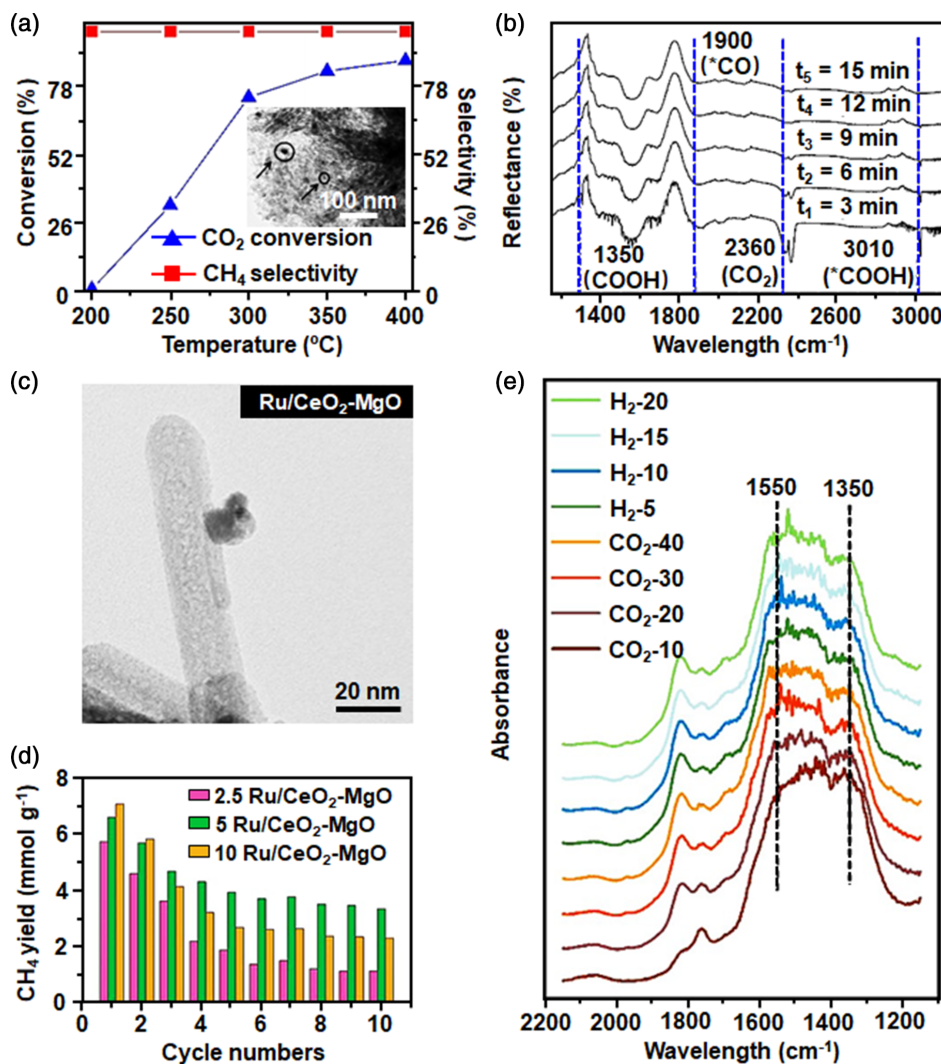 (a)
78
52
26
0
Conversion (%)
78
52
26
0
Selectivity (%)
100 nm
CO₂ conversion
CH₄ selectivity
200 250 300 350 400
Temperature (ºC)
(b)
1900
(*CO)
t₅ = 15 min
t₄ = 12 min
t₃ = 9 min
t₂ = 6 min
t₁ = 3 min
1350
(COOH)
2360
(CO₂)
3010
(*COOH)
Reflectance (%)
1400 1800 2200 2600 3000
Wavelength (cm⁻¹)
(c)
Ru/CeO₂-MgO
20 nm
(d)
8
6
4
2
0
CH₄ yield (mmol g⁻¹)
2.5 Ru/CeO₂-MgO
5 Ru/CeO₂-MgO
10 Ru/CeO₂-MgO
0 2 4 6 8 10
Cycle numbers
(e)
H₂-20
H₂-15
H₂-10
H₂-5
CO₂-40
CO₂-30
CO₂-20
CO₂-10
1550 1350
Absorbance
2200 2000 1800 1600 1400 1200
Wavelength (cm⁻¹)